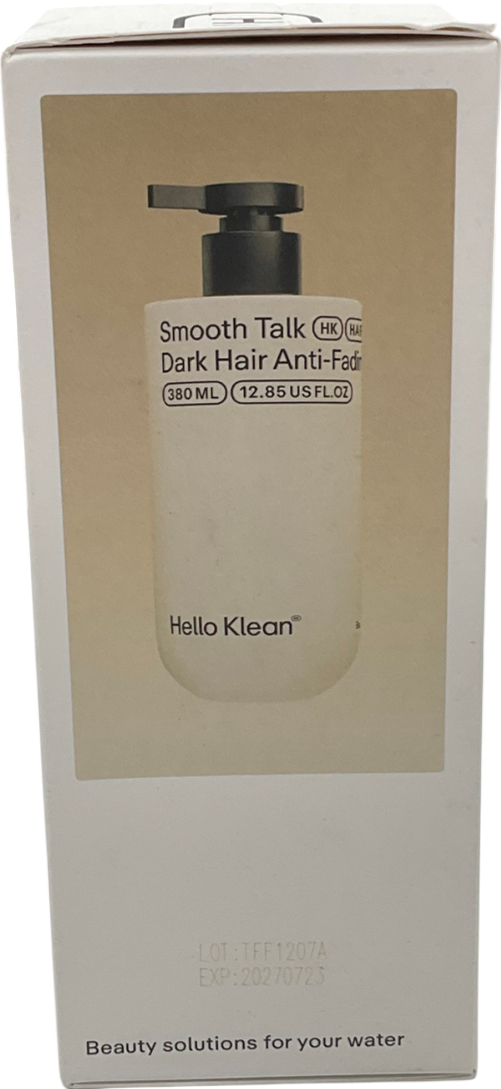 Smooth Talk HK
Dark Hair Anti-Fadin
380 ML 12.85 US FL.OZ
Hello Klean®
LOT:TFF1207A
EXP:20270723
Beauty solutions for your water